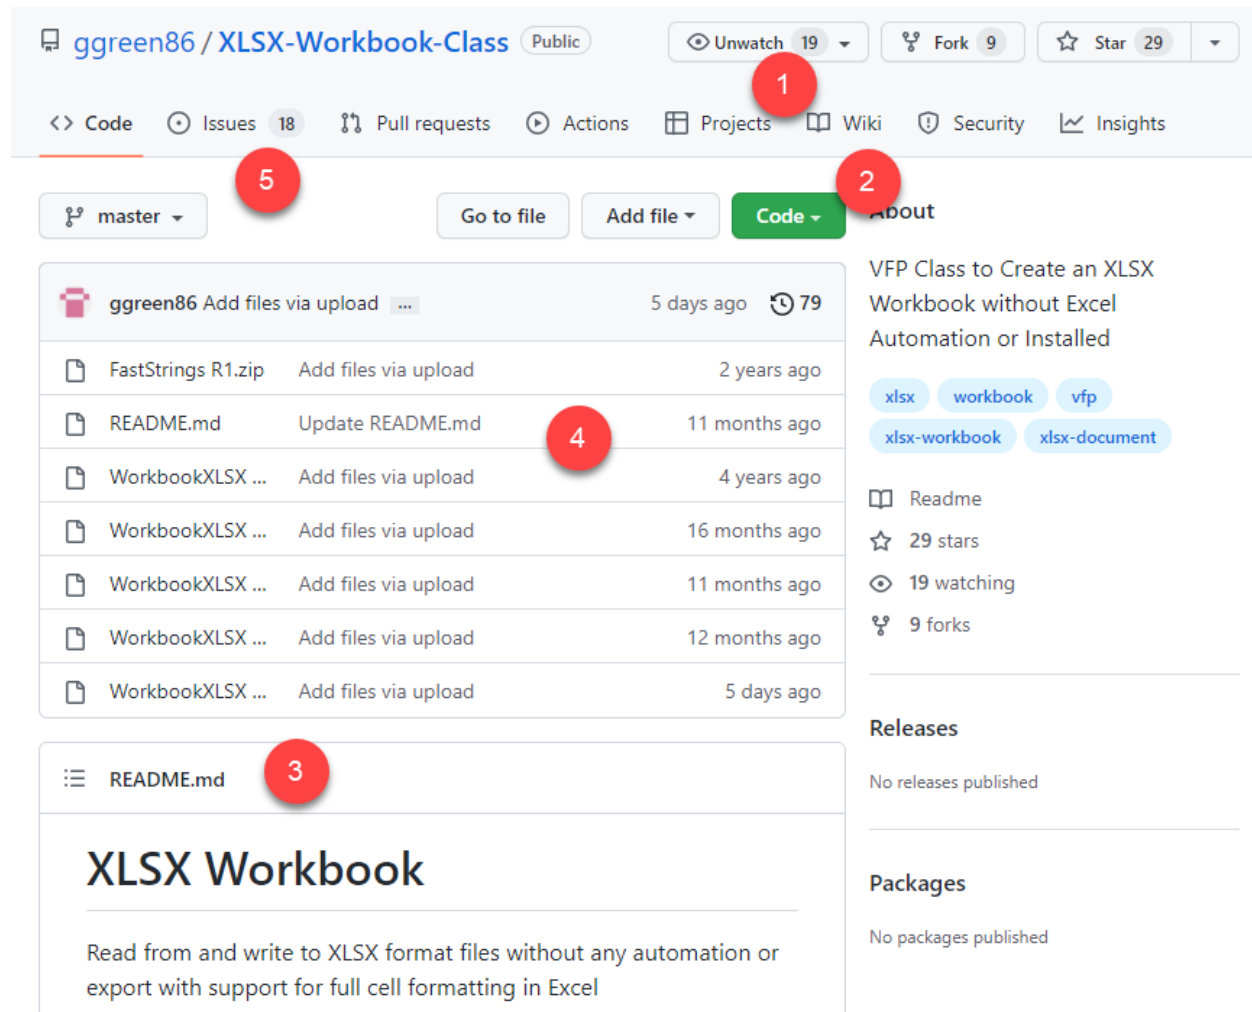 ggreen86 / XLSX-Workbook-Class Public Unwatch 19 Fork 9 Star 29
1
Code Issues 18 Pull requests Actions Projects Wiki Security Insights
5
2
master Go to file Add file Code About
VFP Class to Create an XLSX
Workbook without Excel
Automation or Installed
ggreen86 Add files via upload ... 5 days ago 79
FastStrings R1.zip Add files via upload 2 years ago
README.md Update README.md 11 months ago
4
WorkbookXLSX ... Add files via upload 4 years ago
WorkbookXLSX ... Add files via upload 16 months ago
WorkbookXLSX ... Add files via upload 11 months ago
WorkbookXLSX ... Add files via upload 12 months ago
WorkbookXLSX ... Add files via upload 5 days ago
xlsx workbook vfp
xlsx-workbook xlsx-document
Readme
29 stars
19 watching
9 forks
Releases
No releases published
Packages
No packages published
3
README.md
XLSX Workbook
Read from and write to XLSX format files without any automation or
export with support for full cell formatting in Excel